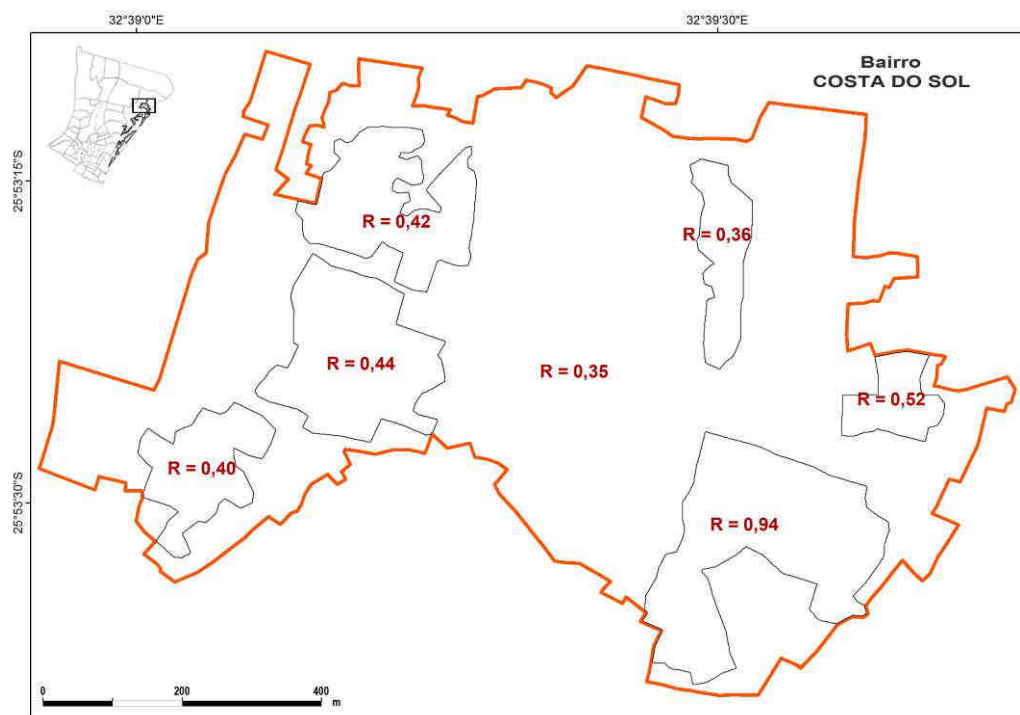 32°39'0"E
32°39'30"E
Bairro
COSTA DO SOL
25°53'15"S
R = 0,42
R = 0,36
R = 0,44
R = 0,35
R = 0,52
R = 0,40
25°53'30"S
R = 0,94
0 200 400
m